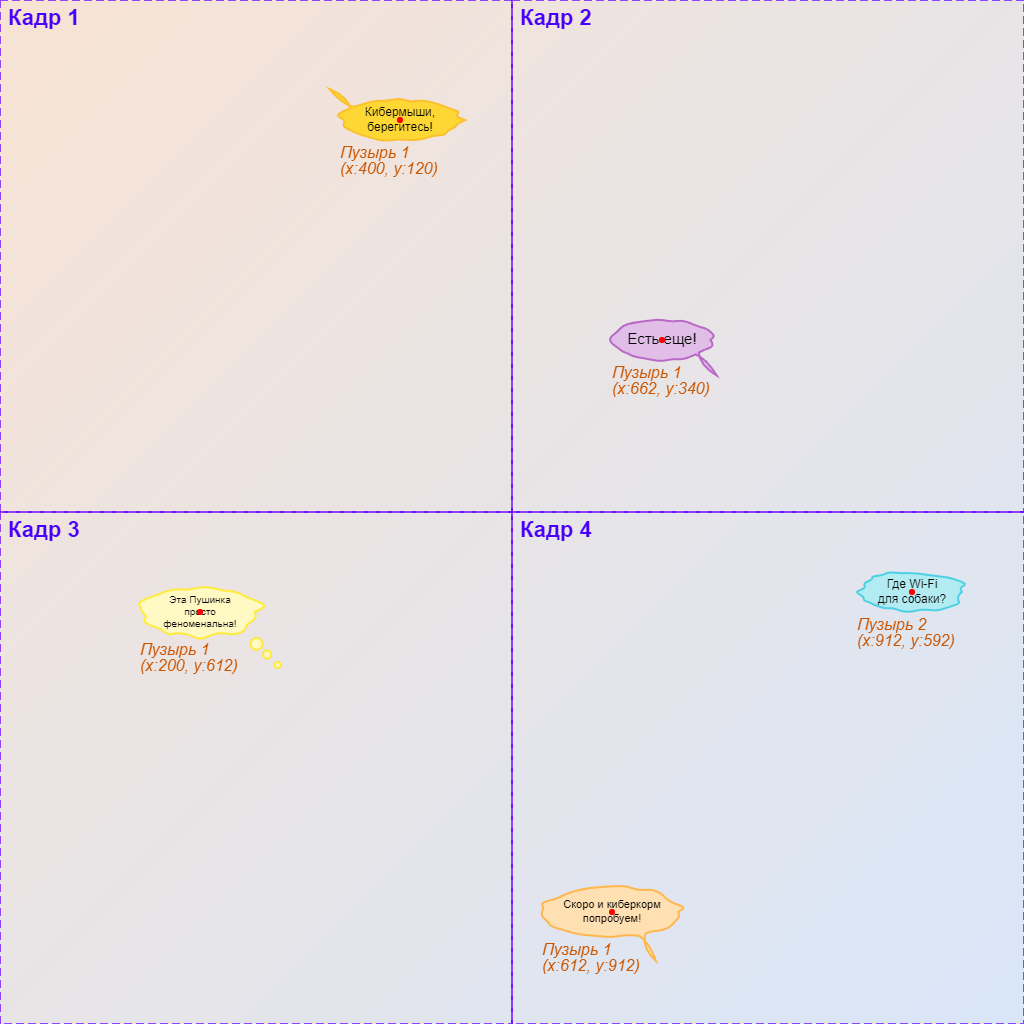 Кадр 1
Кибермыши,
берегитесь!
Пузырь 1
(x:400, y:120)
Кадр 2
Есть еще!
Пузырь 1
(x:662, y:340)
Кадр 3
Эта Пушинка
просто
феноменальна!
Пузырь 1
(x:200, y:612)
Кадр 4
Где Wi-Fi
для собаки?
Пузырь 2
(x:912, y:592)
Скоро и киберкорм
попробуем!
Пузырь 1
(x:612, y:912)